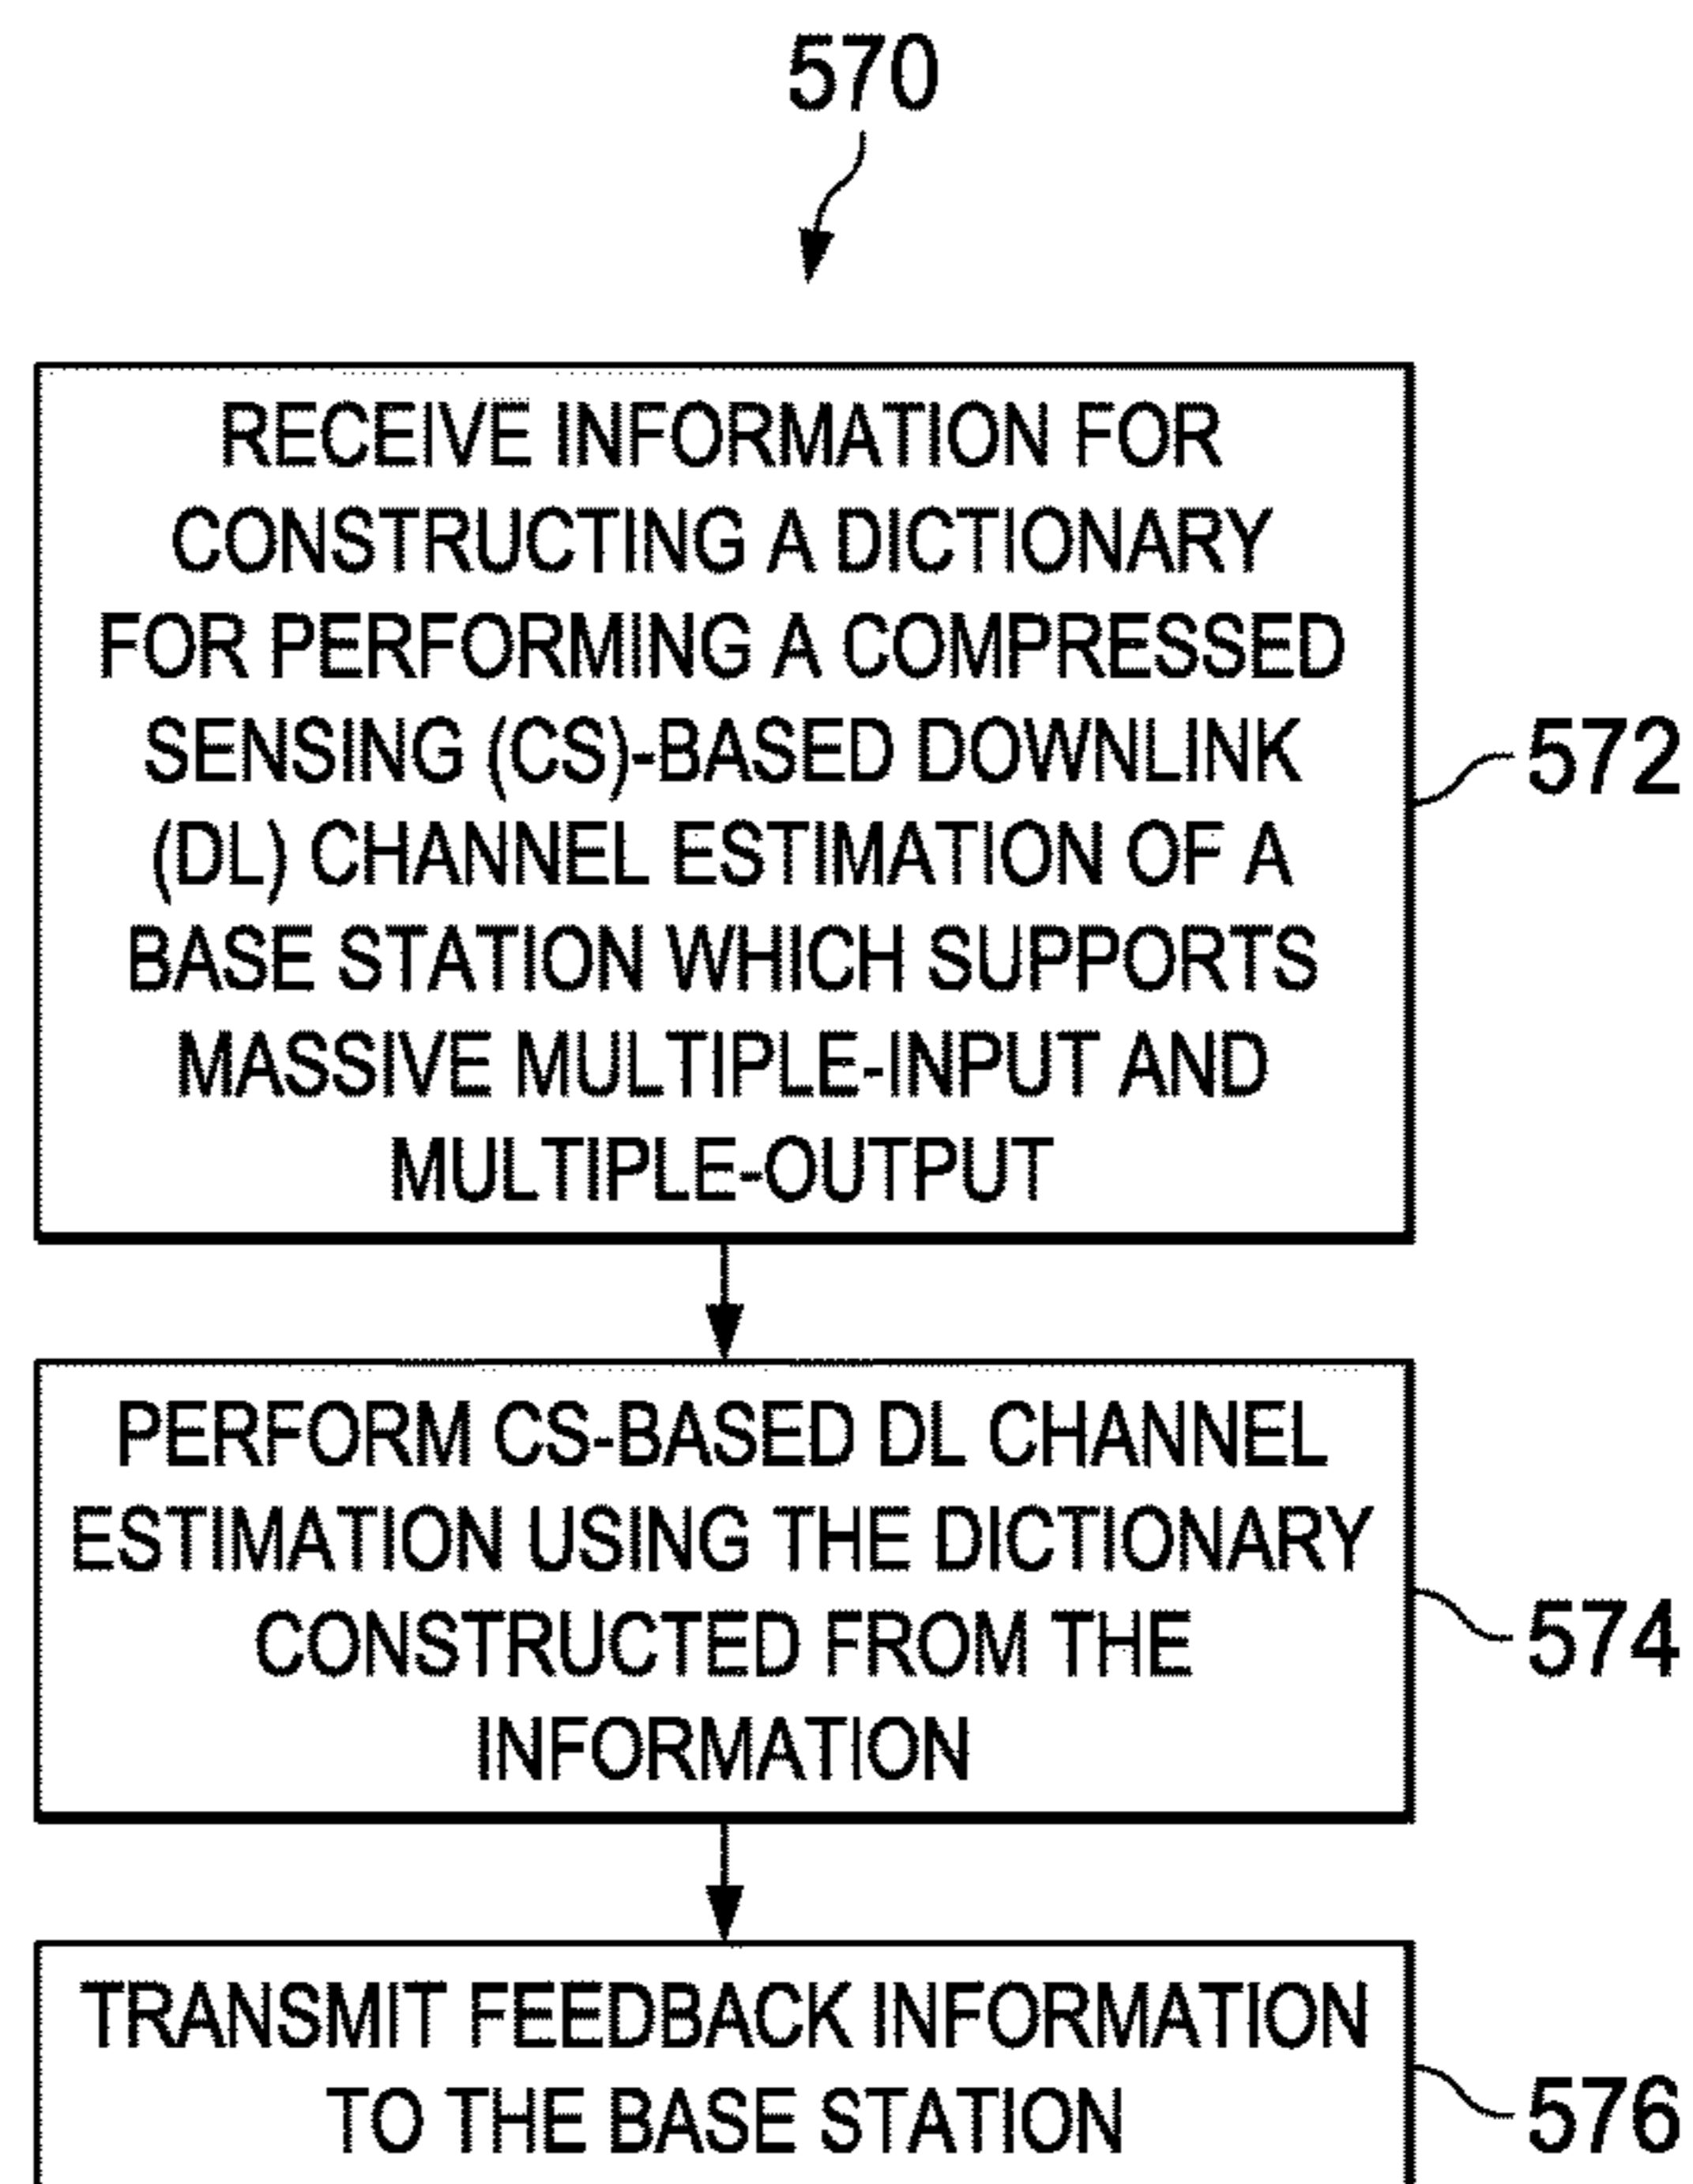 570
RECEIVE INFORMATION FOR
CONSTRUCTING A DICTIONARY
FOR PERFORMING A COMPRESSED
SENSING (CS)-BASED DOWNLINK
(DL) CHANNEL ESTIMATION OF A
BASE STATION WHICH SUPPORTS
MASSIVE MULTIPLE-INPUT AND
MULTIPLE-OUTPUT
572
PERFORM CS-BASED DL CHANNEL
ESTIMATION USING THE DICTIONARY
CONSTRUCTED FROM THE
INFORMATION
574
TRANSMIT FEEDBACK INFORMATION
TO THE BASE STATION
576